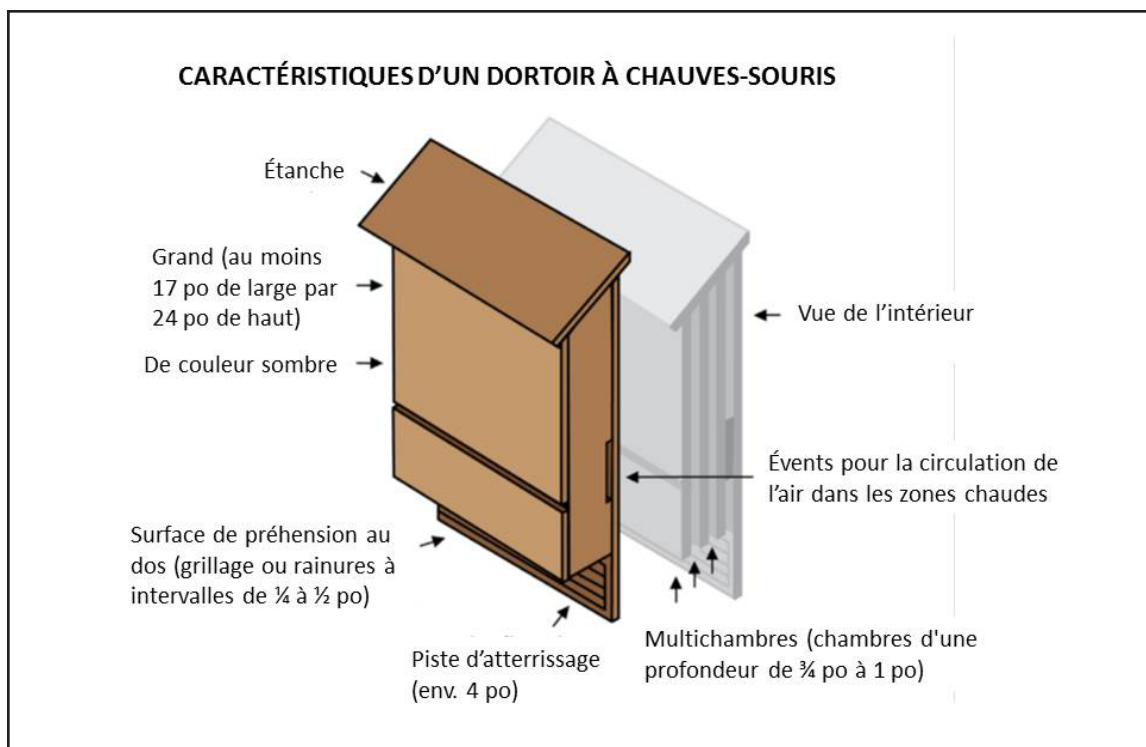 CARACTÉRISTIQUES D’UN DORTOIR À CHAUVES-SOURIS
Étanche
Grand (au moins
17 po de large par
24 po de haut)
De couleur sombre
Vue de l’intérieur
Évents pour la circulation de
l’air dans les zones chaudes
Surface de préhension au
dos (grillage ou rainures à
intervalles de ¼ à ½ po)
Piste d’atterrissage
(env. 4 po)
Multichambres (chambres d'une
profondeur de ¾ po à 1 po)